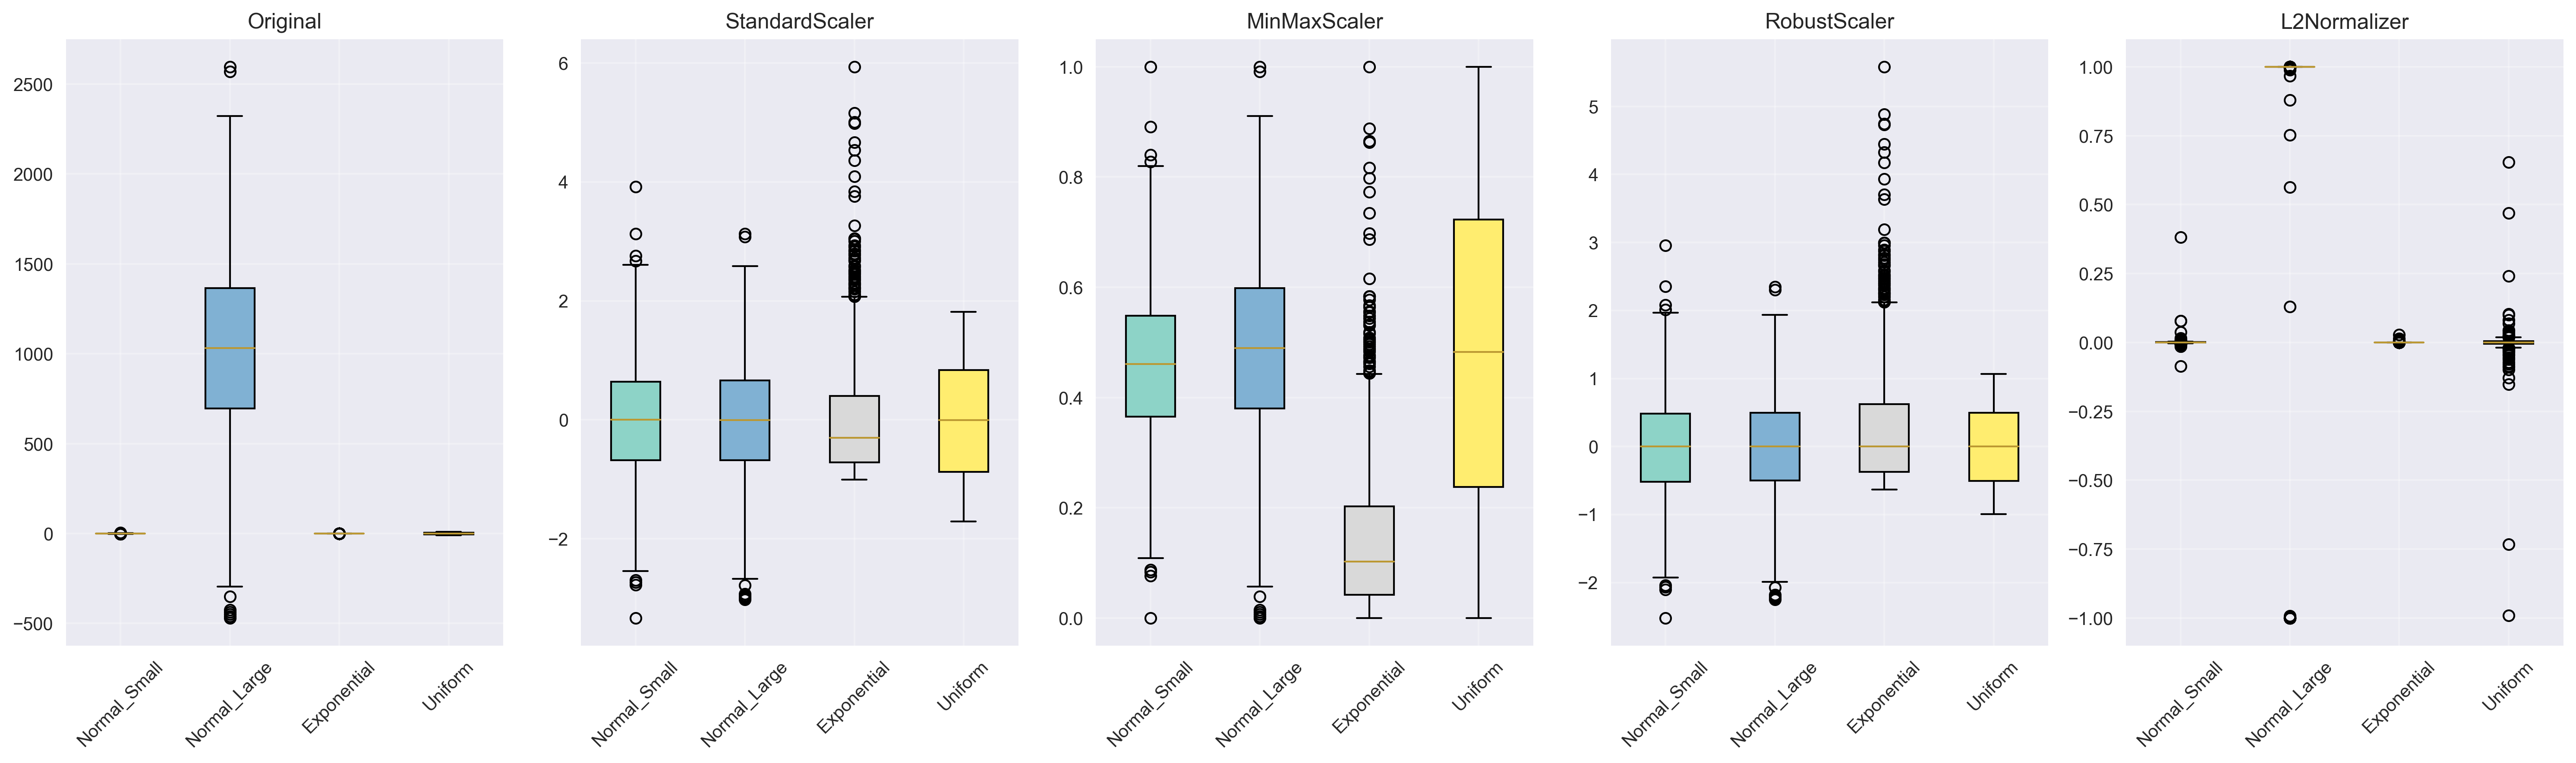 Original
2500
2000
1500
1000
500
0
−500
Normal_Small
Normal_Large
Exponential
Uniform
StandardScaler
6
4
2
0
−2
Normal_Small
Normal_Large
Exponential
Uniform
MinMaxScaler
1.0
0.8
0.6
0.4
0.2
0.0
Normal_Small
Normal_Large
Exponential
Uniform
RobustScaler
5
4
3
2
1
0
−1
−2
Normal_Small
Normal_Large
Exponential
Uniform
L2Normalizer
1.00
0.75
0.50
0.25
0.00
−0.25
−0.50
−0.75
−1.00
Normal_Small
Normal_Large
Exponential
Uniform